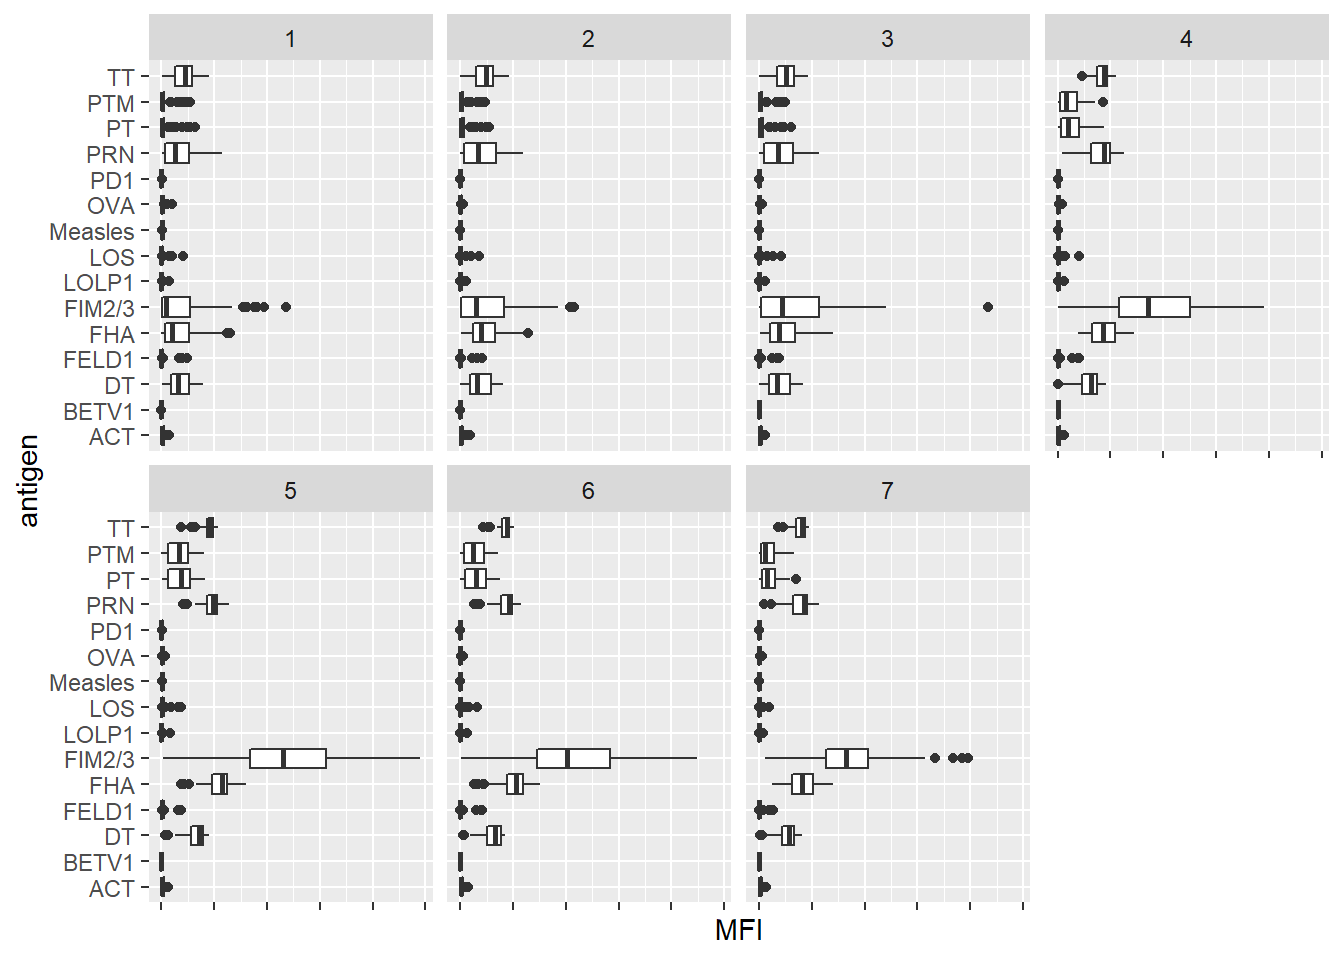 1 2 3 4
TT
PTM
PT
PRN
PD1
OVA
Measles
LOS
LOLP1
FIM2/3
FHA
FELD1
DT
BETV1
ACT
antigen
5 6 7
TT
PTM
PT
PRN
PD1
OVA
Measles
LOS
LOLP1
FIM2/3
FHA
FELD1
DT
BETV1
ACT
MFI